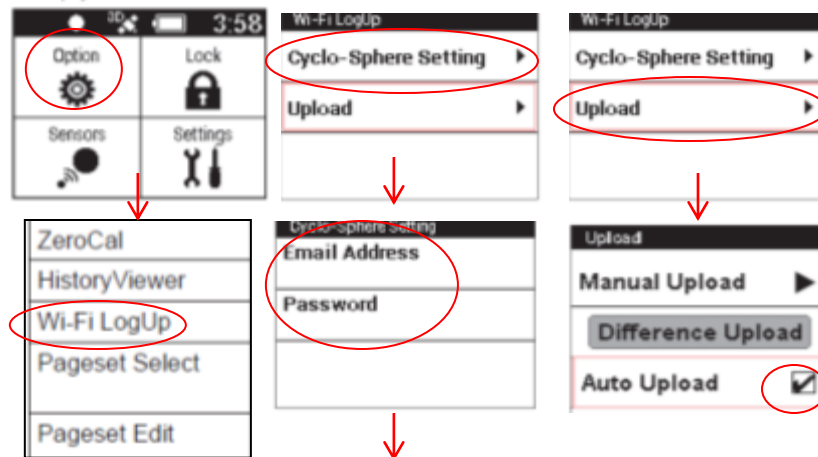 3D 3:58
Option Lock
Sensors Settings
ZeroCal
HistoryViewer
Wi-Fi LogUp
Pageset Select
Pageset Edit
Wi-Fi LogUp
Cyclo-Sphere Setting
Upload
Cyclo-Sphere Setting
Email Address
Password
Wi-Fi LogUp
Cyclo-Sphere Setting
Upload
Upload
Manual Upload
Difference Upload
Auto Upload